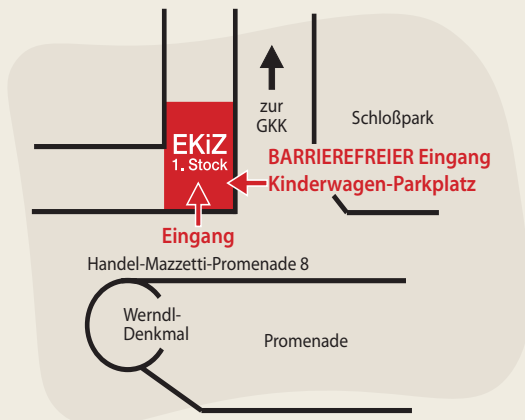 zur
GKK
Schloßpark
EKiZ
1. Stock
BARRIEREFREIER Eingang
Kinderwagen-Parkplatz
Eingang
Handel-Mazzetti-Promenade 8
Werndl-
Denkmal
Promenade